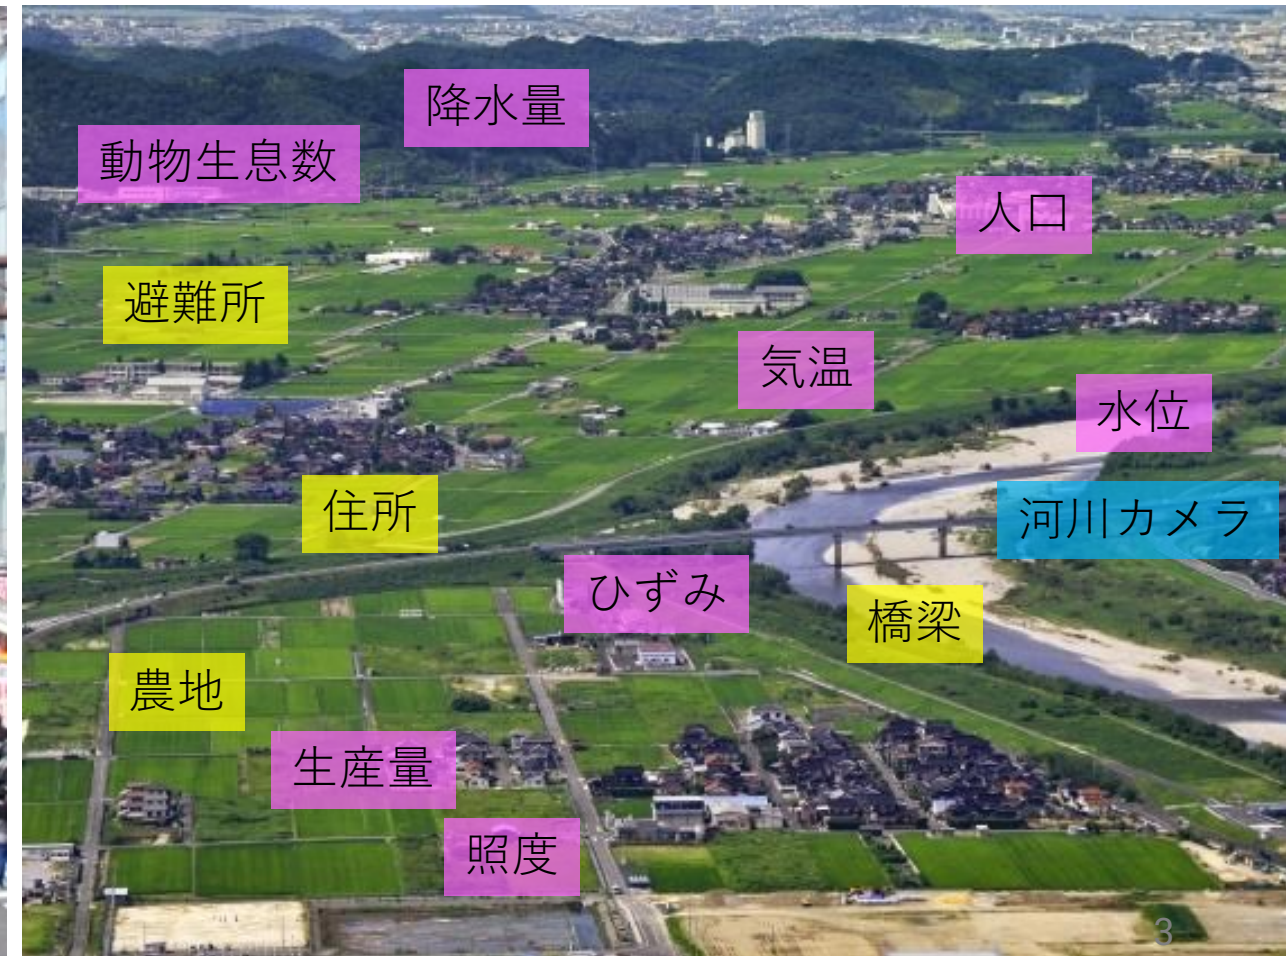 降水量
動物生息数
人口
避難所
気温
水位
住所
河川カメラ
ひずみ
橋梁
農地
生産量
照度
3